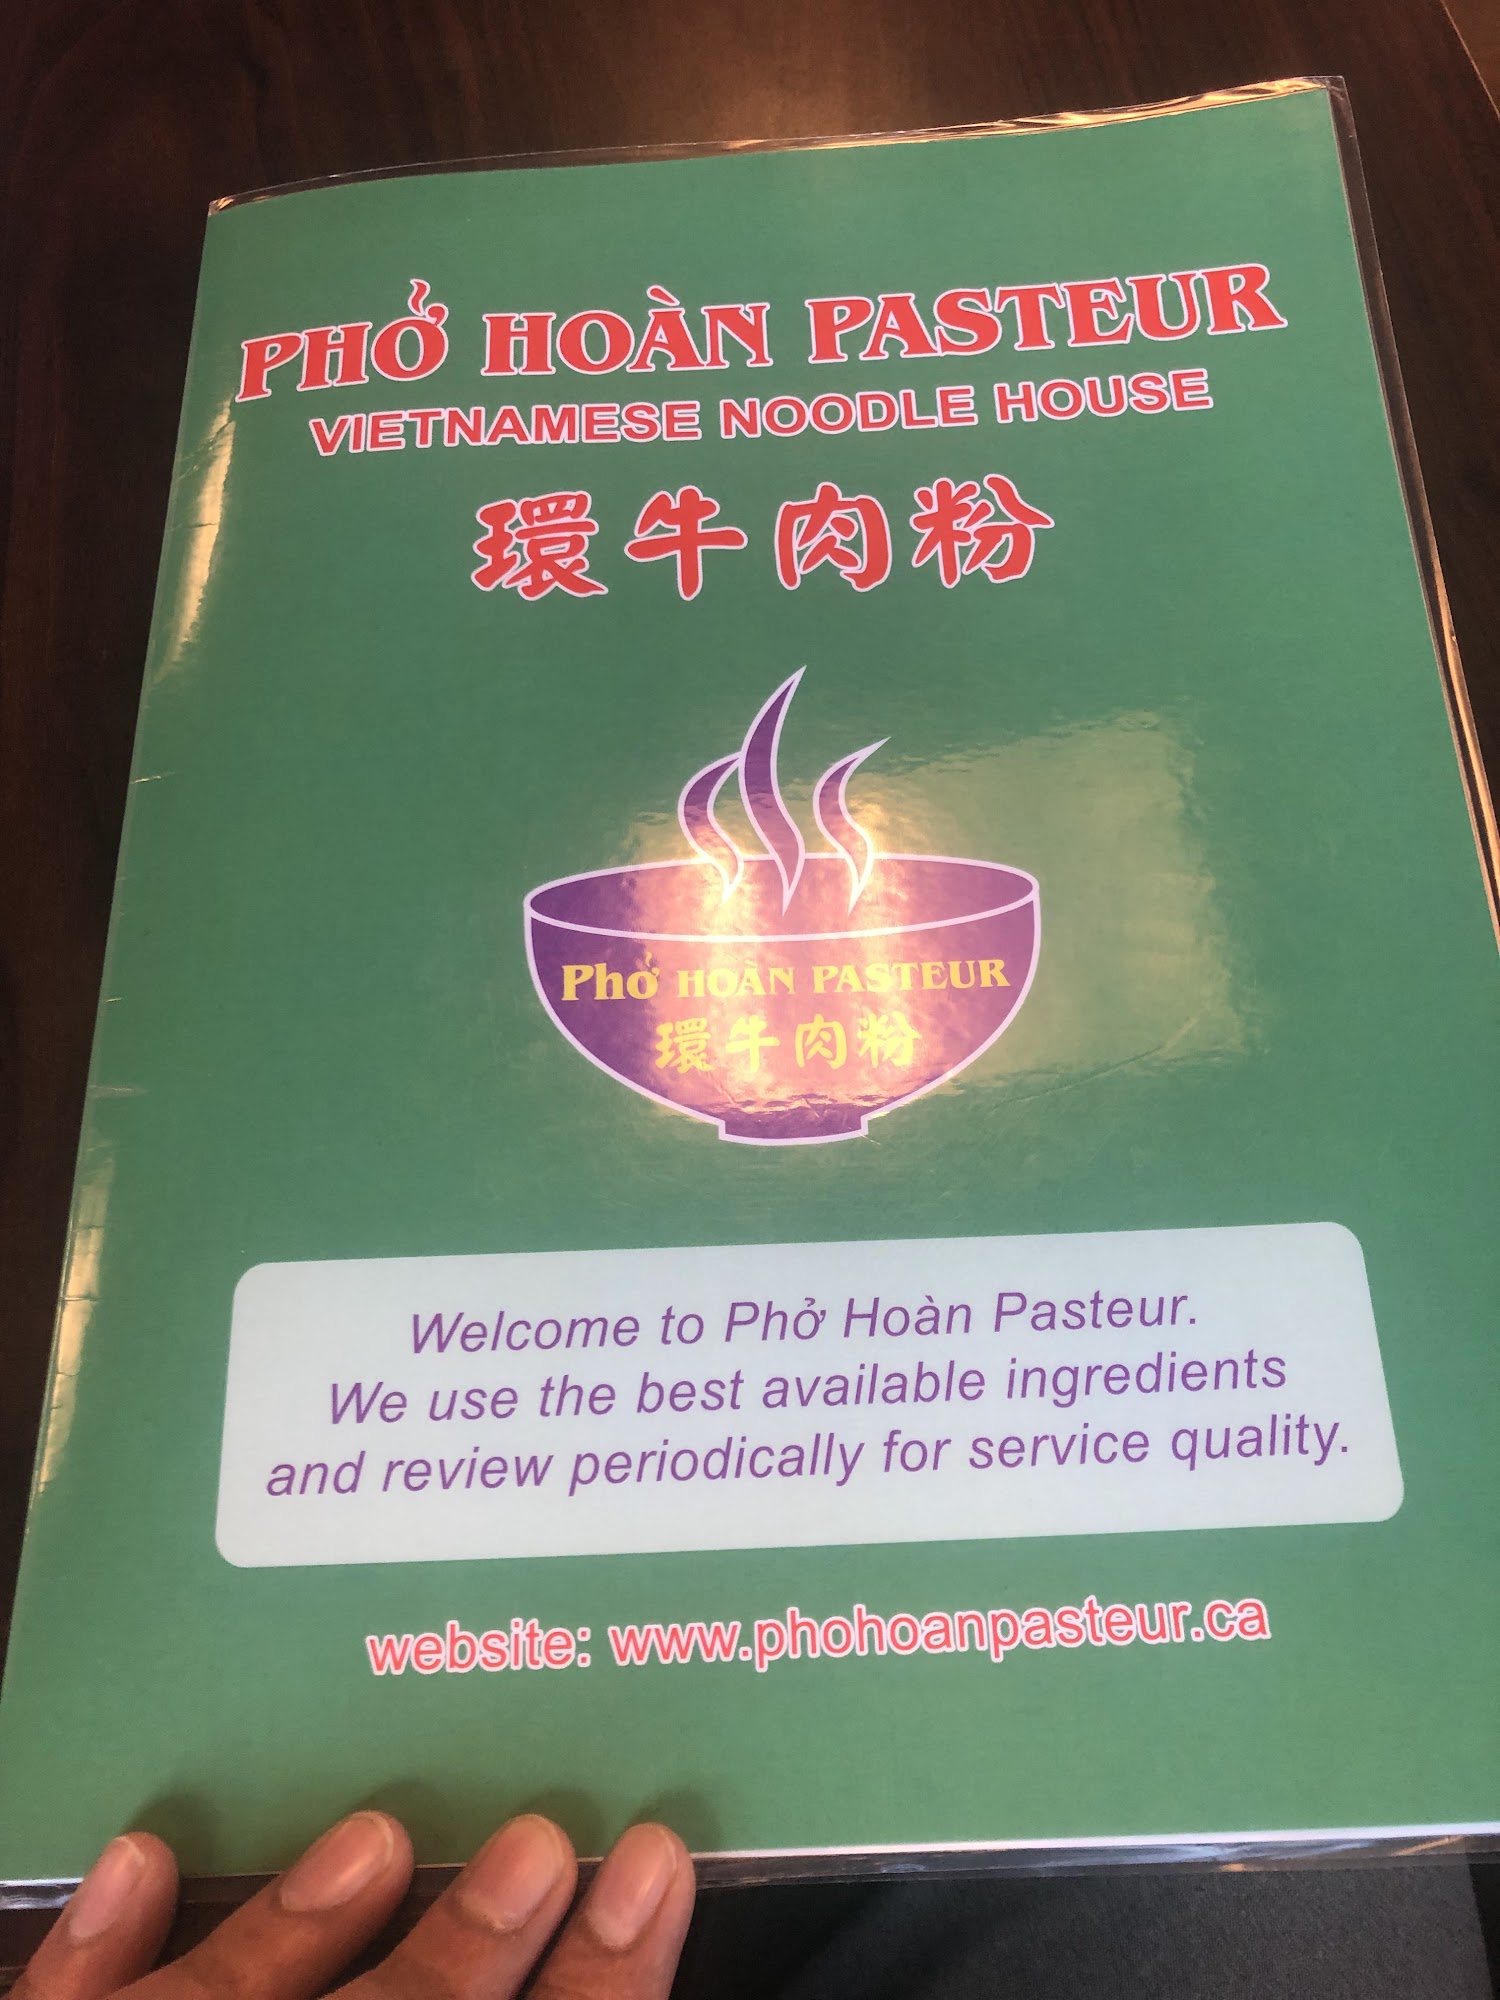 PHỞ HOÀN PASTEUR
VIETNAMESE NOODLE HOUSE
環牛肉粉
Phở HOÀN PASTEUR
環牛肉粉
Welcome to Phở Hoàn Pasteur.
We use the best available ingredients
and review periodically for service quality.
website: www.phohoanpasteur.ca